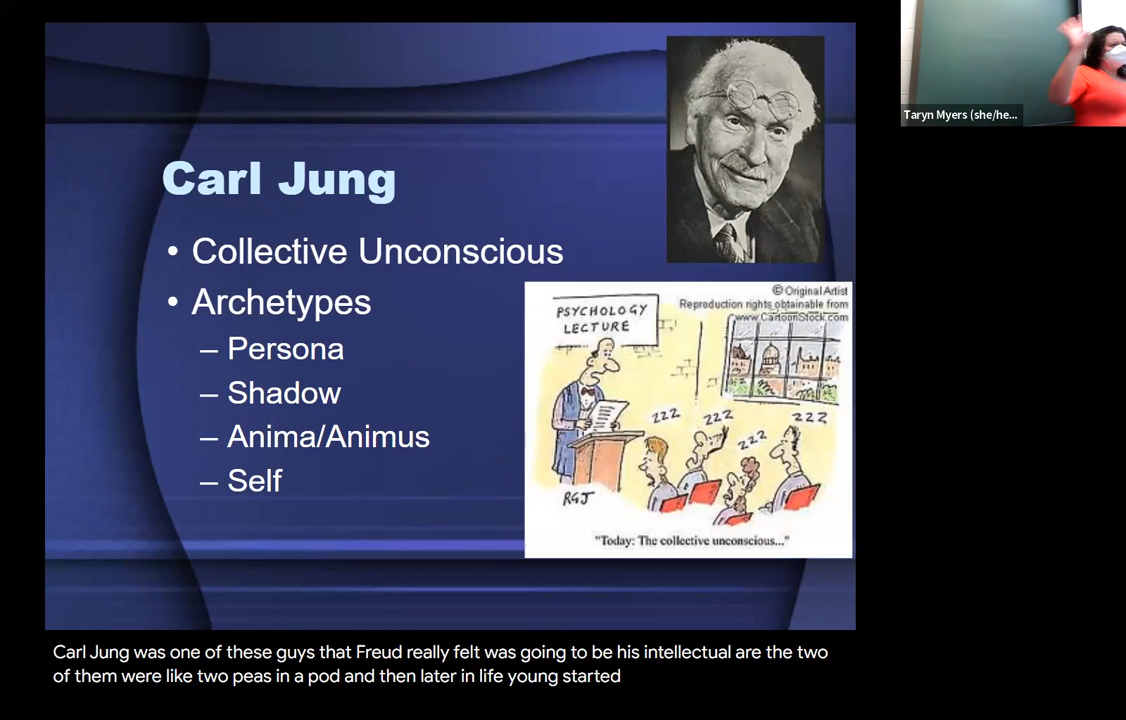 Taryn Myers (she/he...
Carl Jung
• Collective Unconscious
• Archetypes
– Persona
– Shadow
– Anima/Animus
– Self
© Original Artist
Reproduction rights obtainable from
www.CartoonStock.com
PSYCHOLOGY
LECTURE
ZZZ
ZZZ
ZZZ
ZZZ
RGJ
"Today: The collective unconscious..."
Carl Jung was one of these guys that Freud really felt was going to be his intellectual are the two
of them were like two peas in a pod and then later in life young started